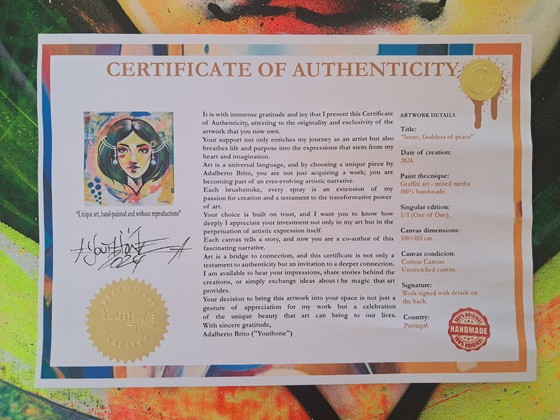 CERTIFICATE OF AUTHENTICITY
It is with immense gratitude and joy that I present this Certificate
of Authenticity, attesting to the originality and exclusivity of the
artwork that you now own.
Your support not only enriches my journey as an artist but also
breathes life and purpose into the expressions that stem from my
heart and imagination.
Art is a universal language, and by choosing a unique piece by
Adalberto Brito, you are not just acquiring a work; you are
becoming part of an ever-evolving artistic narrative.
Each brushstroke, every spray is an extension of my
passion for creation and a testament to the transformative power
of art.
Your choice is built on trust, and I want you to know how
deeply I appreciate your investment not only in my art but in the
perpetuation of artistic expression itself.
Each canvas tells a story, and now you are a co-author of this
fascinating narrative.
Art is a bridge to connection, and this certificate is not only a
testament to authenticity but an invitation to a deeper connection.
I am available to hear your impressions, share stories behind the
creations, or simply exchange ideas about the magic that art
provides.
Your decision to bring this artwork into your space is not just a
gesture of appreciation for my work but a celebration
of the unique beauty that art can bring to our lives.
With sincere gratitude,
Adalberto Brito ("Youthone")
"Unique art, hand-painted and without reproductions"
ARTWORK DETAILS
Title:
"Irene, Goddess of peace"
Date of creation:
2024.
Paint thecnique:
Graffiti art - mixed media
100% handmade.
Singular edition:
1/1 (One of One).
Canvas dimensions:
Canvas condicion:
Cotton Canvas
Unstretched canvas.
Signature:
Work signed with details on
the back.
Country:
Portugal.
100% ORIGINAL
HANDMADE
100% ORIGINAL